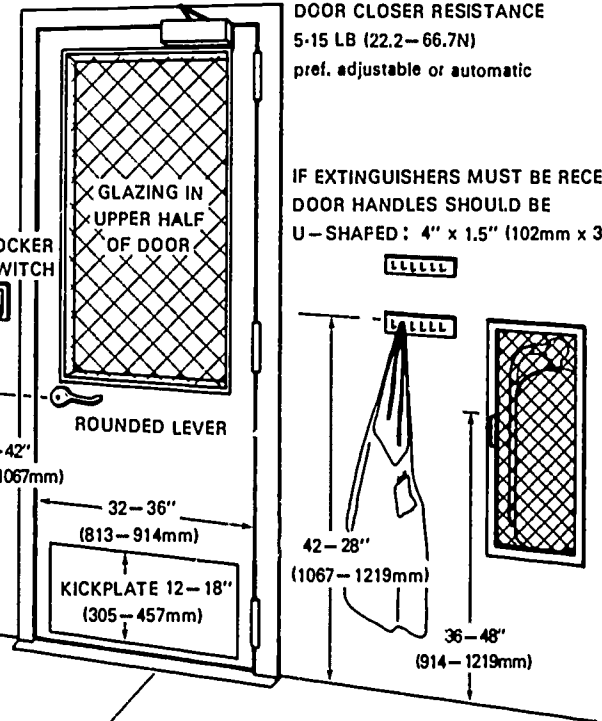 DOOR CLOSER RESISTANCE
5-15 LB (22.2–66.7N)
pref. adjustable or automatic
IF EXTINGUISHERS MUST BE RECE
DOOR HANDLES SHOULD BE
U–SHAPED: 4" x 1.5" (102mm x 3
GLAZING IN
UPPER HALF
OF DOOR
OCKER
WITCH
ROUNDED LEVER
-42"
1067mm)
32–36"
(813–914mm)
KICKPLATE 12–18"
(305–457mm)
42–28"
(1067–1219mm)
36–48"
(914–1219mm)